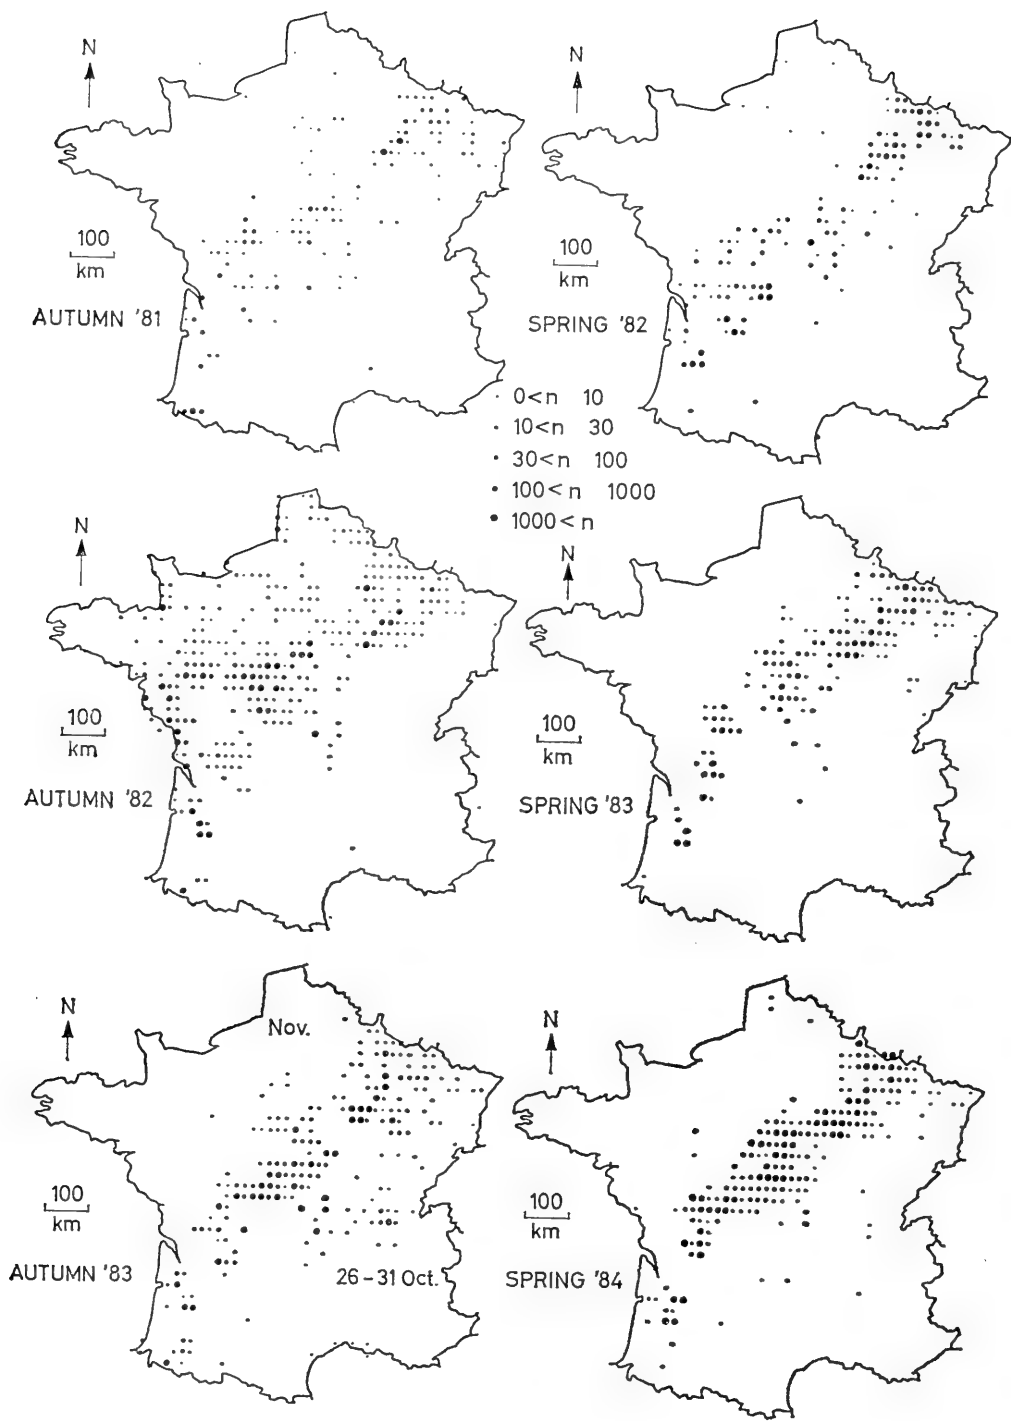 N
N
100
km
100
km
AUTUMN '81
SPRING '82
0<n 10
10<n 30
30<n 100
100<n 1000
1000<n
N
N
100
km
100
km
AUTUMN '82
SPRING '83
N
Nov.
N
100
km
100
km
AUTUMN '83
26-31 Oct.
SPRING '84